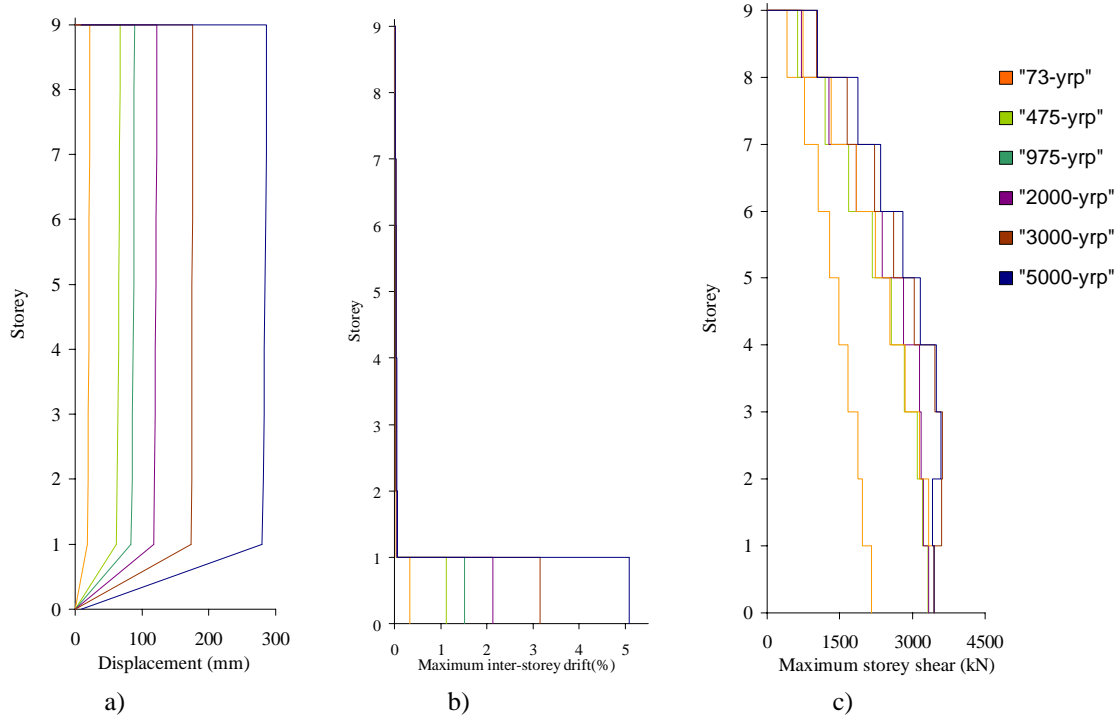 9
8
7
6
5
4
3
2
1
0
Storey
0 100 200 300
Displacement (mm)
a)
9
8
7
6
5
4
3
2
1
0
Storey
0 1 2 3 4 5
Maximum inter-storey drift(%)
b)
9
8
7
6
5
4
3
2
1
0
Storey
0 1500 3000 4500
Maximum storey shear (kN)
c)
"73-yrp"
"475-yrp"
"975-yrp"
"2000-yrp"
"3000-yrp"
"5000-yrp"